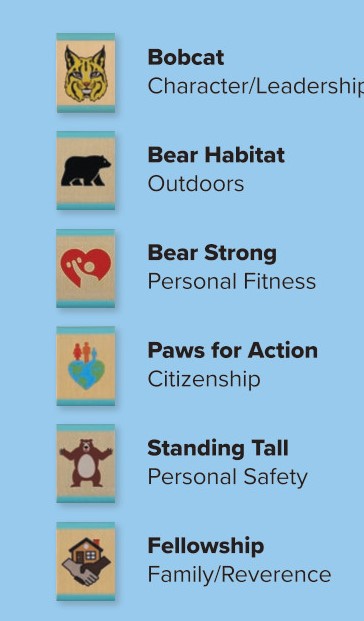 Bobcat
Character/Leadership
Bear Habitat
Outdoors
Bear Strong
Personal Fitness
Paws for Action
Citizenship
Standing Tall
Personal Safety
Fellowship
Family/Reverence